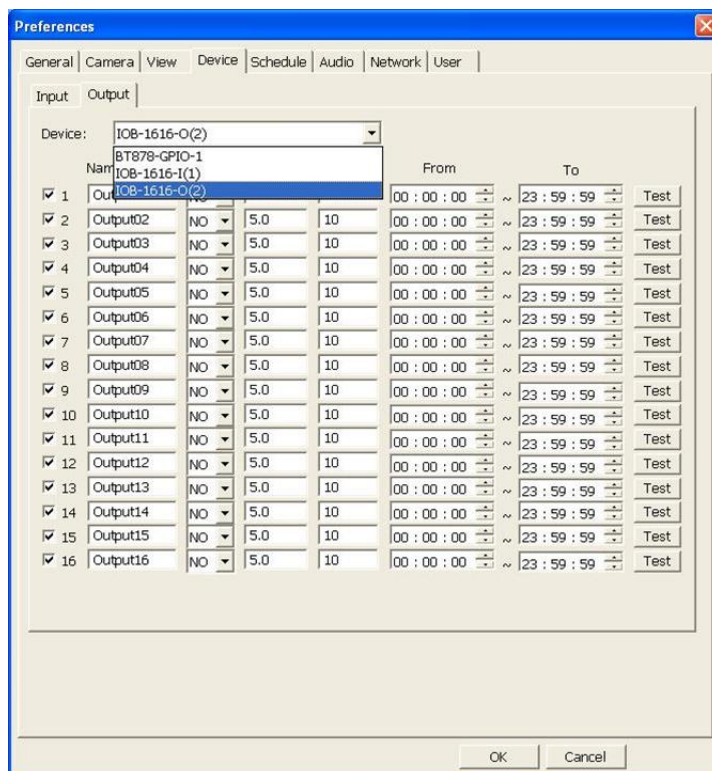 Preferences
General Camera View Device Schedule Audio Network User
Input Output
Device: IOB-1616-O(2)
BT878-GPIO-1
IOB-1616-I(1)
IOB-1616-O(2)
From To
1 00 : 00 : 00 ~ 23 : 59 : 59 Test
2 Output02 NO 5.0 10 00 : 00 : 00 ~ 23 : 59 : 59 Test
3 Output03 NO 5.0 10 00 : 00 : 00 ~ 23 : 59 : 59 Test
4 Output04 NO 5.0 10 00 : 00 : 00 ~ 23 : 59 : 59 Test
5 Output05 NO 5.0 10 00 : 00 : 00 ~ 23 : 59 : 59 Test
6 Output06 NO 5.0 10 00 : 00 : 00 ~ 23 : 59 : 59 Test
7 Output07 NO 5.0 10 00 : 00 : 00 ~ 23 : 59 : 59 Test
8 Output08 NO 5.0 10 00 : 00 : 00 ~ 23 : 59 : 59 Test
9 Output09 NO 5.0 10 00 : 00 : 00 ~ 23 : 59 : 59 Test
10 Output10 NO 5.0 10 00 : 00 : 00 ~ 23 : 59 : 59 Test
11 Output11 NO 5.0 10 00 : 00 : 00 ~ 23 : 59 : 59 Test
12 Output12 NO 5.0 10 00 : 00 : 00 ~ 23 : 59 : 59 Test
13 Output13 NO 5.0 10 00 : 00 : 00 ~ 23 : 59 : 59 Test
14 Output14 NO 5.0 10 00 : 00 : 00 ~ 23 : 59 : 59 Test
15 Output15 NO 5.0 10 00 : 00 : 00 ~ 23 : 59 : 59 Test
16 Output16 NO 5.0 10 00 : 00 : 00 ~ 23 : 59 : 59 Test
OK Cancel